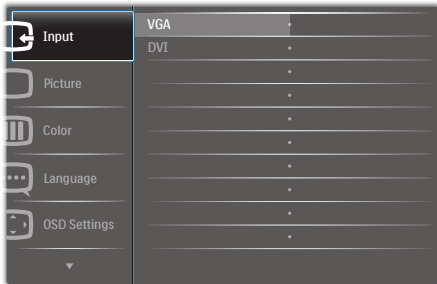 Input
VGA
DVI
Picture
Color
Language
OSD Settings